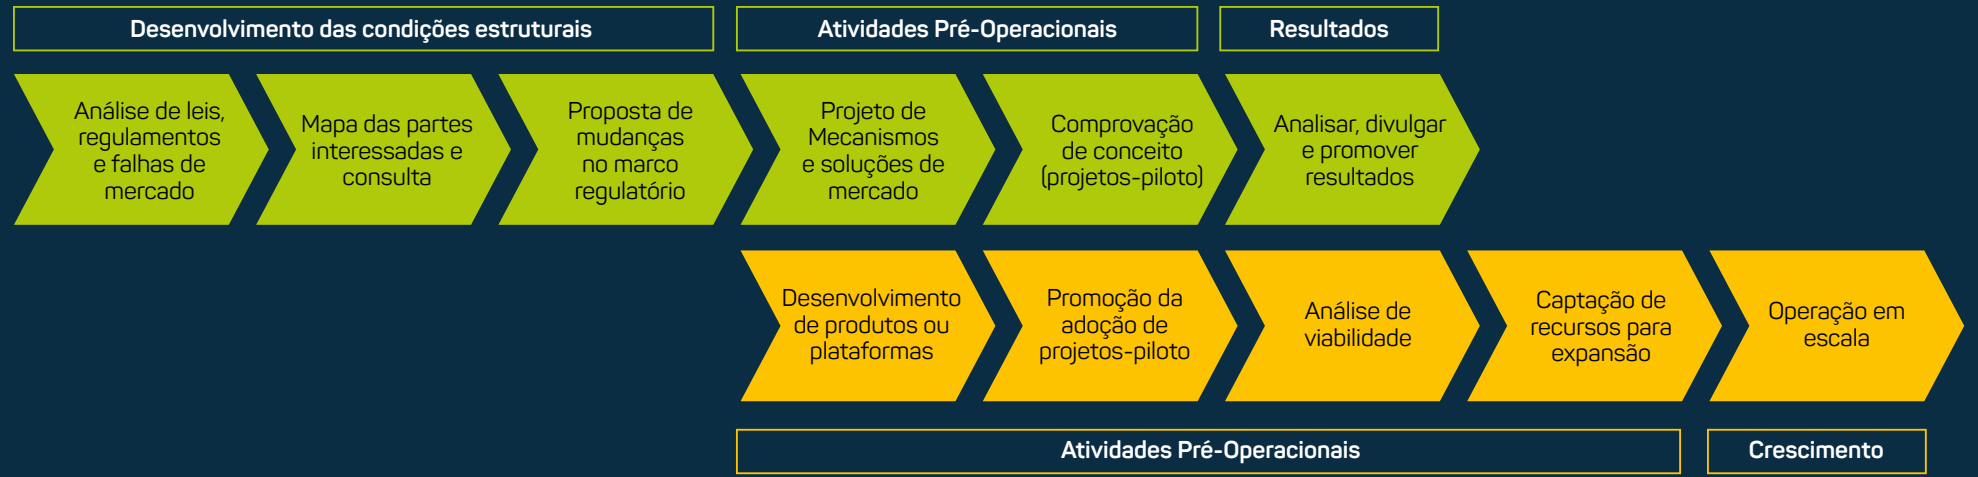 Desenvolvimento das condições estruturais
Atividades Pré-Operacionais
Resultados
Análise de leis,
regulamentos
e falhas de
mercado
Mapa das partes
interessadas e
consulta
Proposta de
mudanças
no marco
regulatório
Projeto de
Mecanismos
e soluções de
mercado
Comprovação
de conceito
(projetos-piloto)
Analisar, divulgar
e promover
resultados
Desenvolvimento
de produtos ou
plataformas
Promoção da
adoção de
projetos-piloto
Análise de
viabilidade
Captação de
recursos para
expansão
Operação em
escala
Atividades Pré-Operacionais
Crescimento